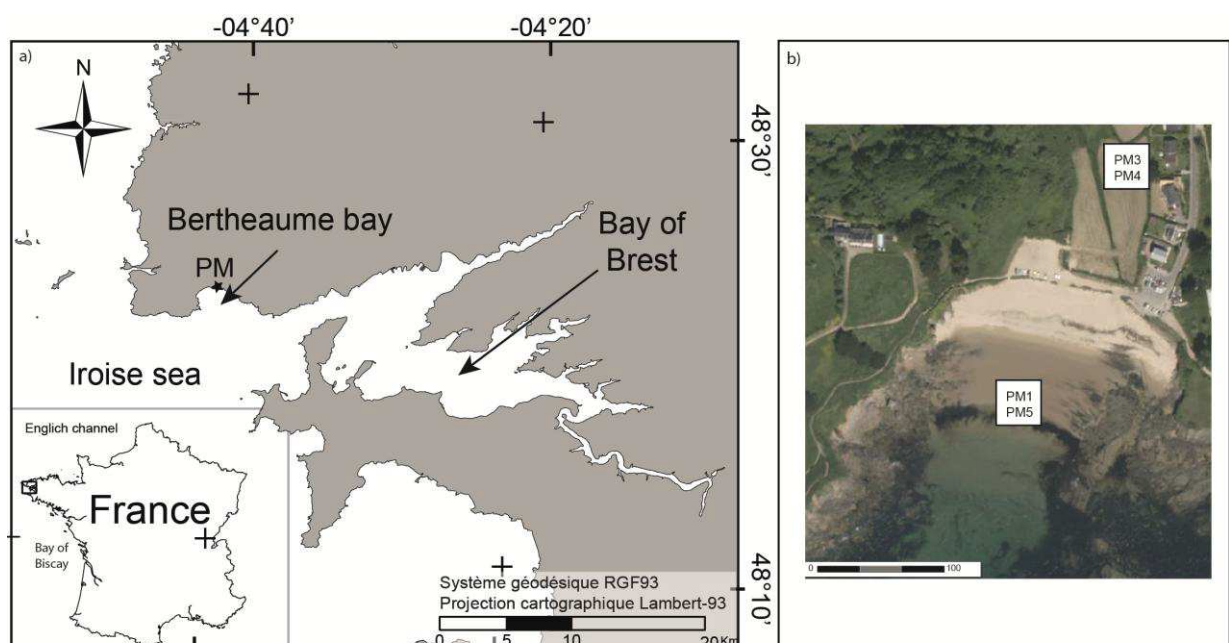 -04°40'
-04°20'
a)
N
48°30'
Bertheaume bay
Bay of
Brest
PM
Iroise sea
Englich channel
France
Bay of
Biscay
Système géodésique RGF93
Projection cartographique Lambert-93
0 5 10 20 Km
48°10'
b)
PM3
PM4
PM1
PM5
0 100